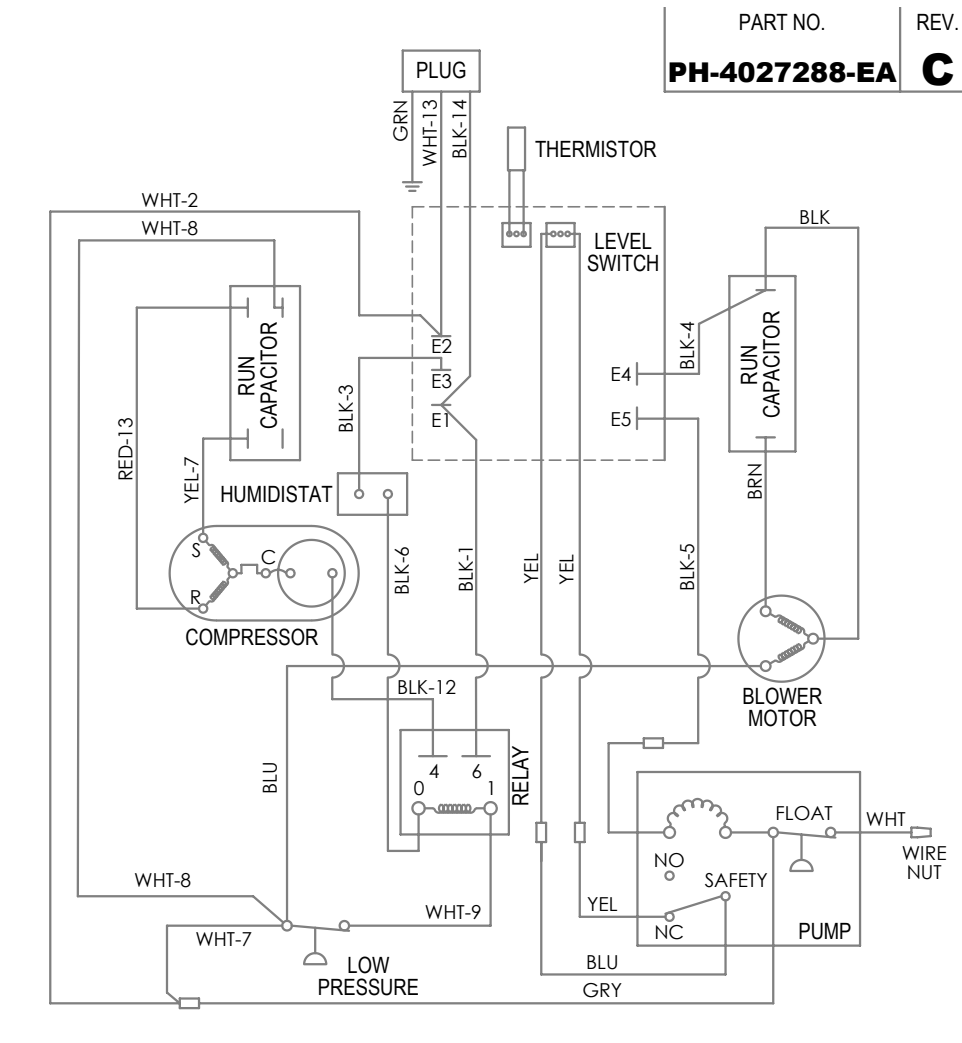 PART NO.
REV.
PH-4027288-EA
C
PLUG
GRN
WHT-13
BLK-14
THERMISTOR
WHT-2
WHT-8
BLK
LEVEL
SWITCH
RUN
CAPACITOR
RUN
CAPACITOR
E2
E3
E1
E4
E5
BLK-4
BLK-3
RED-13
YEL-7
BRN
HUMIDISTAT
S
C
R
BLK-6
BLK-1
YEL
YEL
BLK-5
COMPRESSOR
BLOWER
MOTOR
BLK-12
4
6
0
1
RELAY
BLU
FLOAT
WHT
WIRE
NUT
NO
SAFETY
NC
YEL
PUMP
WHT-8
WHT-9
WHT-7
LOW
PRESSURE
BLU
GRY